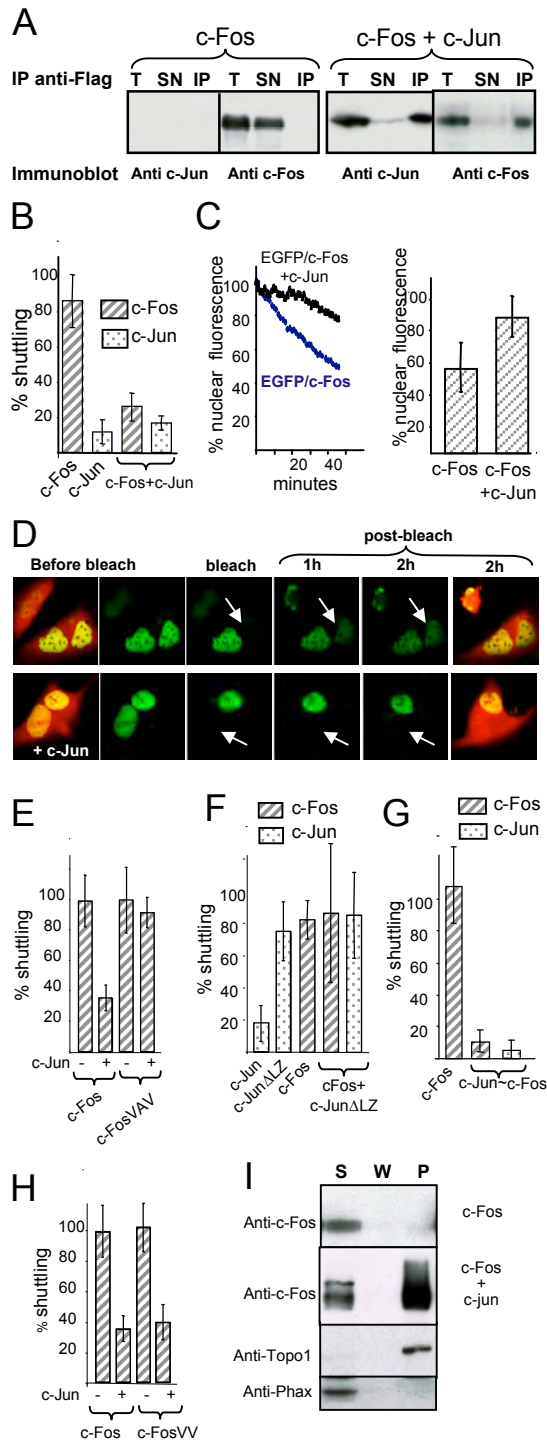 A
c-Fos
c-Fos + c-Jun
IP anti-Flag
T SN IP T SN IP T SN IP T SN IP
Immunoblot Anti c-Jun Anti c-Fos Anti c-Jun Anti c-Fos
B
% shuttling
100
80
60
40
20
c-Fos
c-Jun
c-Fos
c-Jun
c-Fos+c-Jun
C
% nuclear fluorescence
100
80
60
40
20
EGFP/c-Fos
+c-Jun
EGFP/c-Fos
20 40
minutes
% nuclear fluorescence
100
80
60
40
20
c-Fos
c-Fos
+c-Jun
D
post-bleach
Before bleach bleach 1h 2h 2h
+ c-Jun
E
% shuttling
100
80
60
40
20
c-Jun - + - +
c-Fos
c-FosVAV
F
c-Fos
c-Jun
% shuttling
100
80
60
40
20
c-Jun
c-JunΔLZ
c-Fos
cFos+
c-JunΔLZ
G
c-Fos
c-Jun
% shuttling
100
80
60
40
20
c-Fos
c-Jun~c-Fos
H
% shuttling
100
80
60
40
20
c-Jun - + - +
c-Fos c-FosVV
I
S W P
Anti-c-Fos c-Fos
Anti-c-Fos
c-Fos
+
c-jun
Anti-Topo1
Anti-Phax